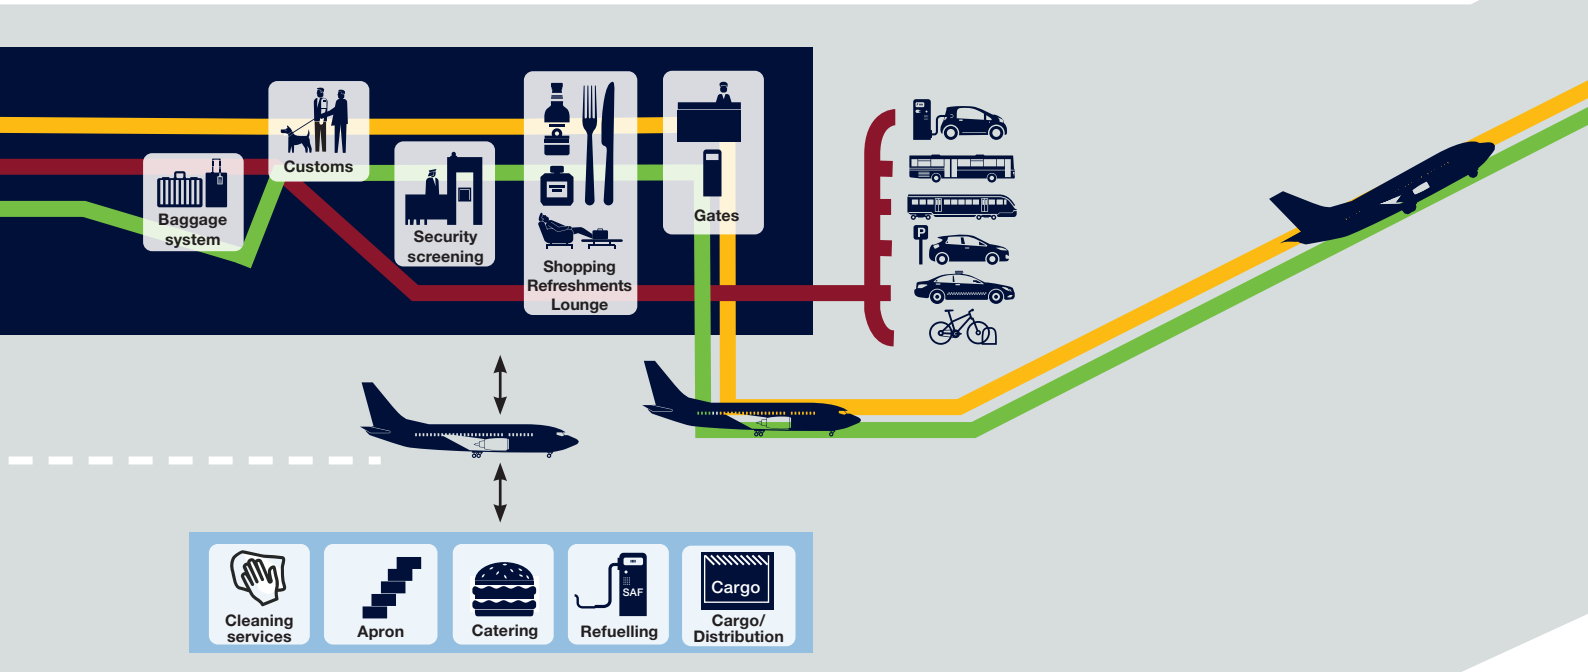 Customs
Baggage
system
Security
screening
Shopping
Refreshments
Lounge
Gates
P
Cleaning
services
Apron
Catering
SAF
Refuelling
Cargo
Cargo/
Distribution